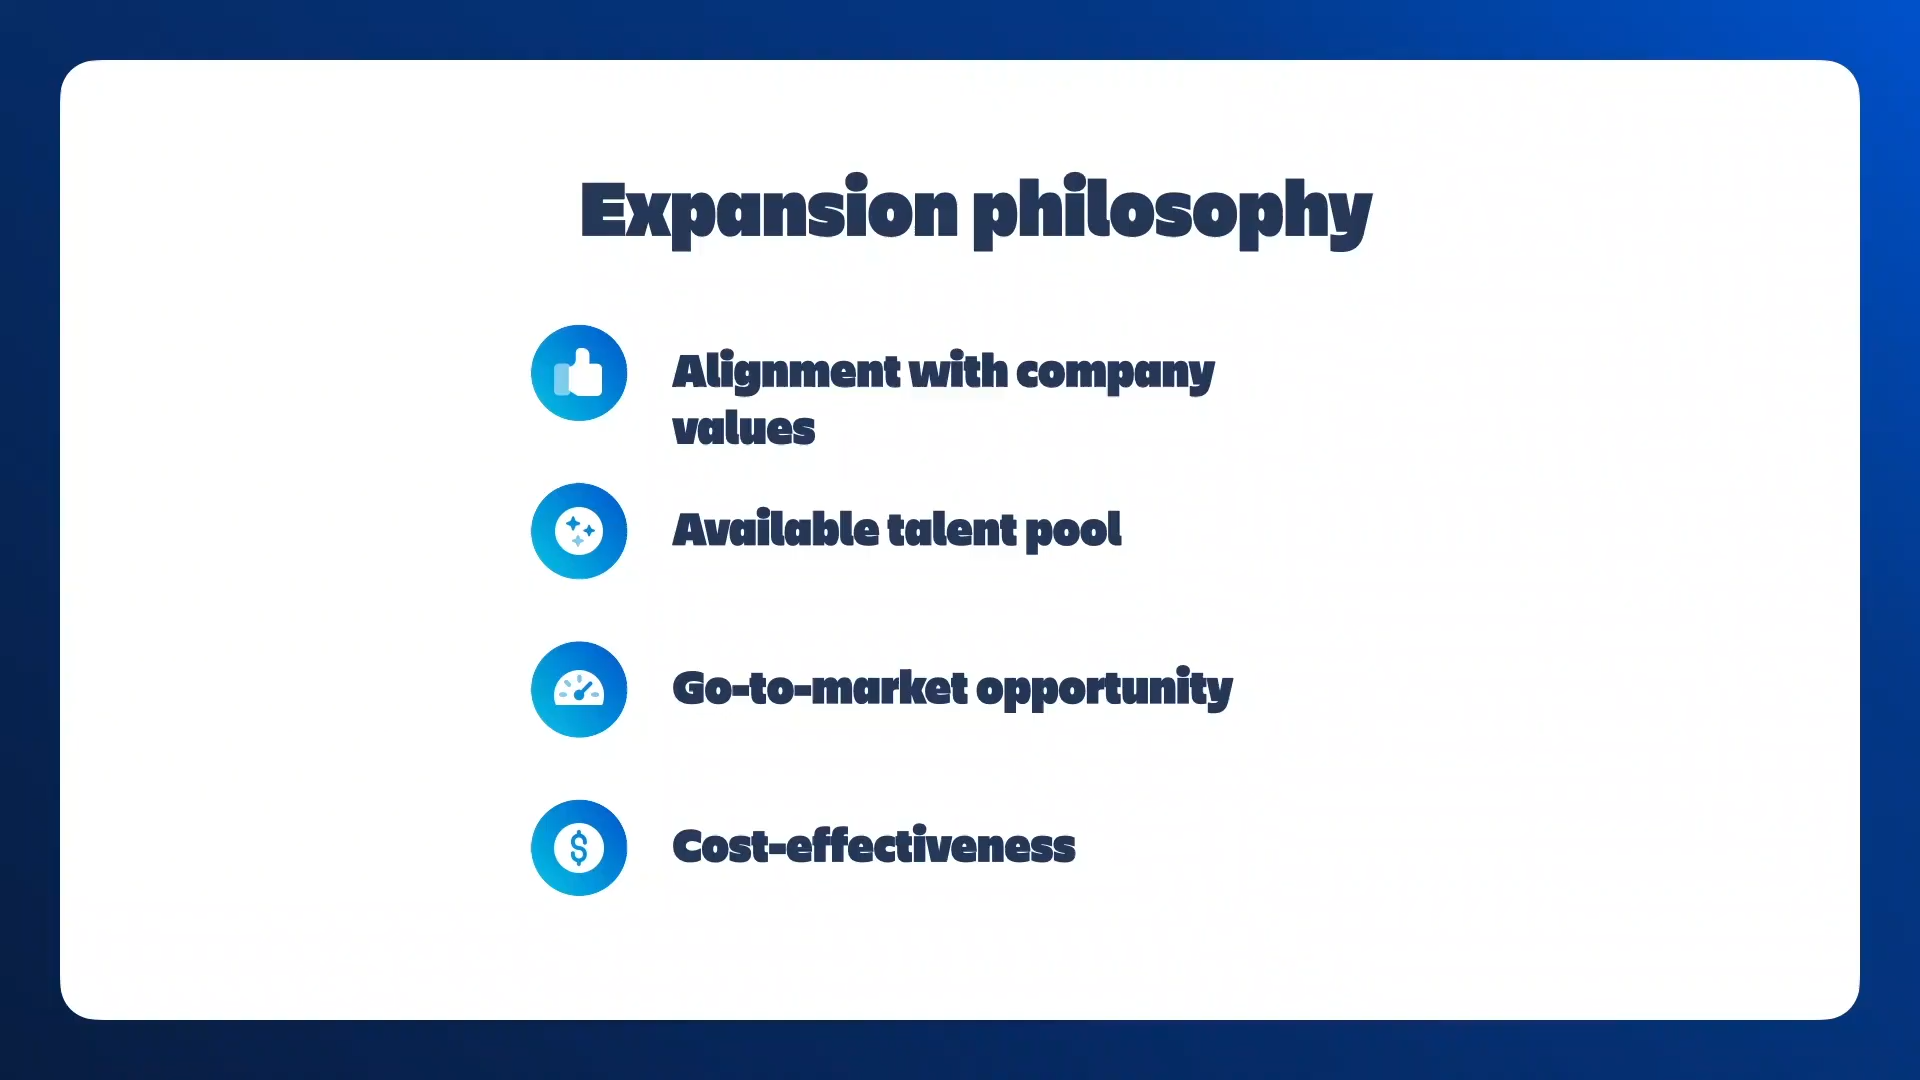 Expansion philosophy
Alignment with company
values
Available talent pool
Go-to-market opportunity
Cost-effectiveness